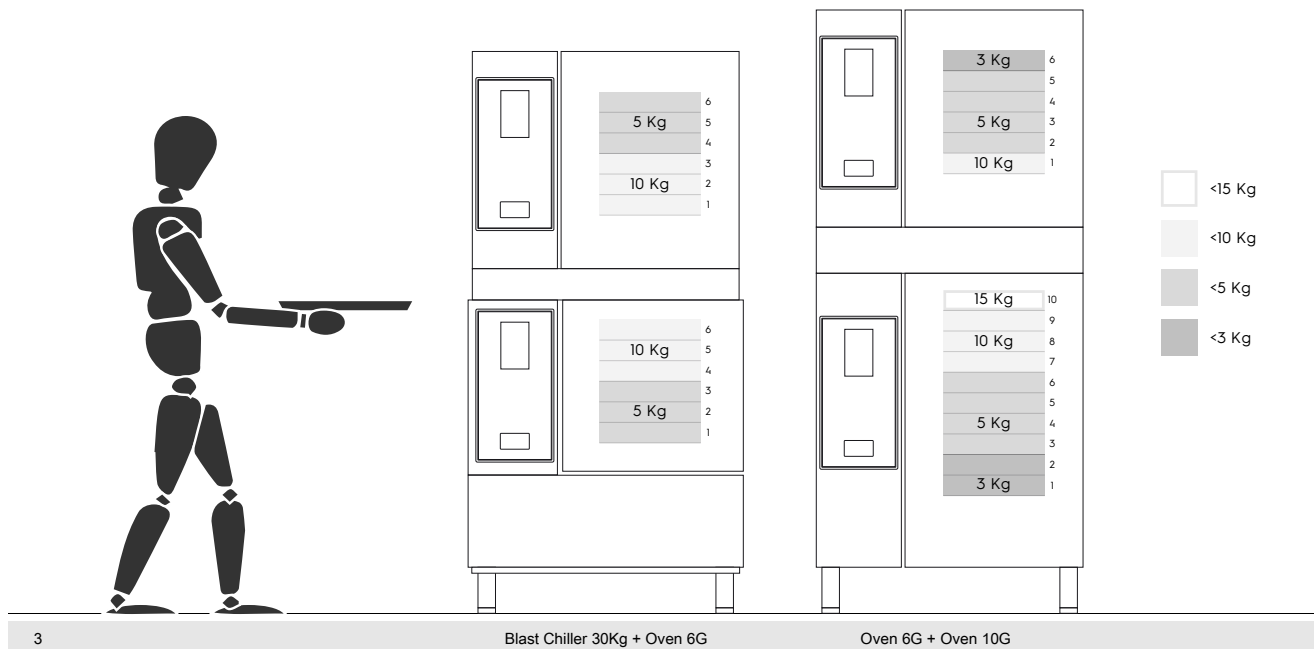 6
5 Kg 5
4
3
10 Kg 2
1
6
10 Kg 5
4
3
5 Kg 2
1
3 Kg 6
5
4
5 Kg 3
2
10 Kg 1
15 Kg 10
9
10 Kg 8
7
6
5
5 Kg 4
3
2
3 Kg 1
<15 Kg
<10 Kg
<5 Kg
<3 Kg
3 Blast Chiller 30Kg + Oven 6G Oven 6G + Oven 10G